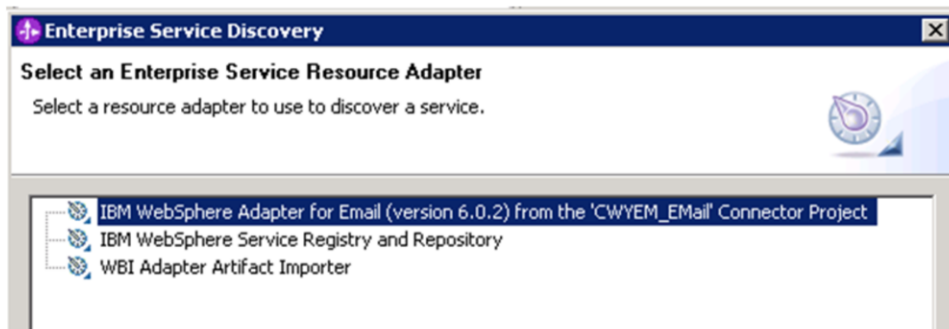 Enterprise Service Discovery
Select an Enterprise Service Resource Adapter
Select a resource adapter to use to discover a service.
IBM WebSphere Adapter for Email (version 6.0.2) from the 'CWYEM_EMail' Connector Project
IBM WebSphere Service Registry and Repository
WBI Adapter Artifact Importer